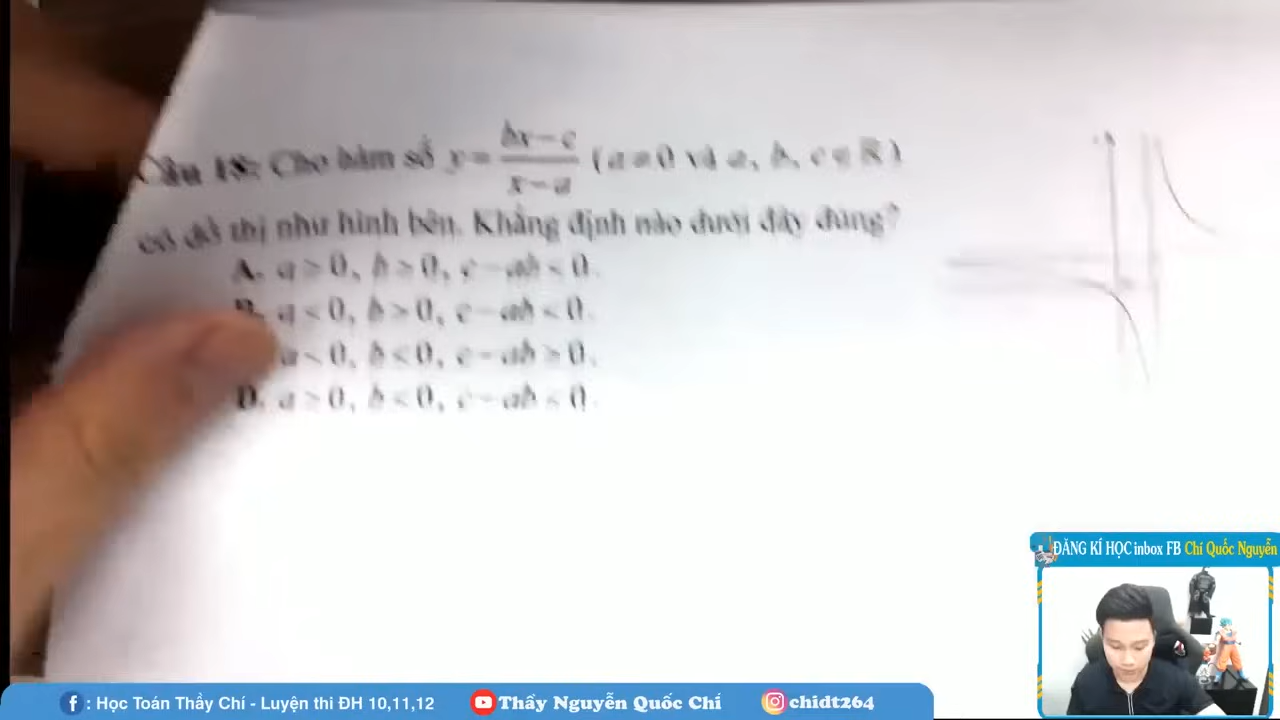 Câu 18: Cho hàm số y = \frac{bx-c}{x-a} (a ≠ 0 và a, b, c ∈ ℝ)
có đồ thị như hình bên. Khẳng định nào dưới đây đúng?
A. a > 0, b > 0, c - ab < 0.
B. a < 0, b > 0, c - ab < 0.
a < 0, b < 0, c - ab > 0.
D. a > 0, b < 0, c - ab < 0.
ĐĂNG KÍ HỌC inbox FB Chí Quốc Nguyễn
f : Học Toán Thầy Chí - Luyện thi ĐH 10,11,12
Thầy Nguyễn Quốc Chí
chidt264